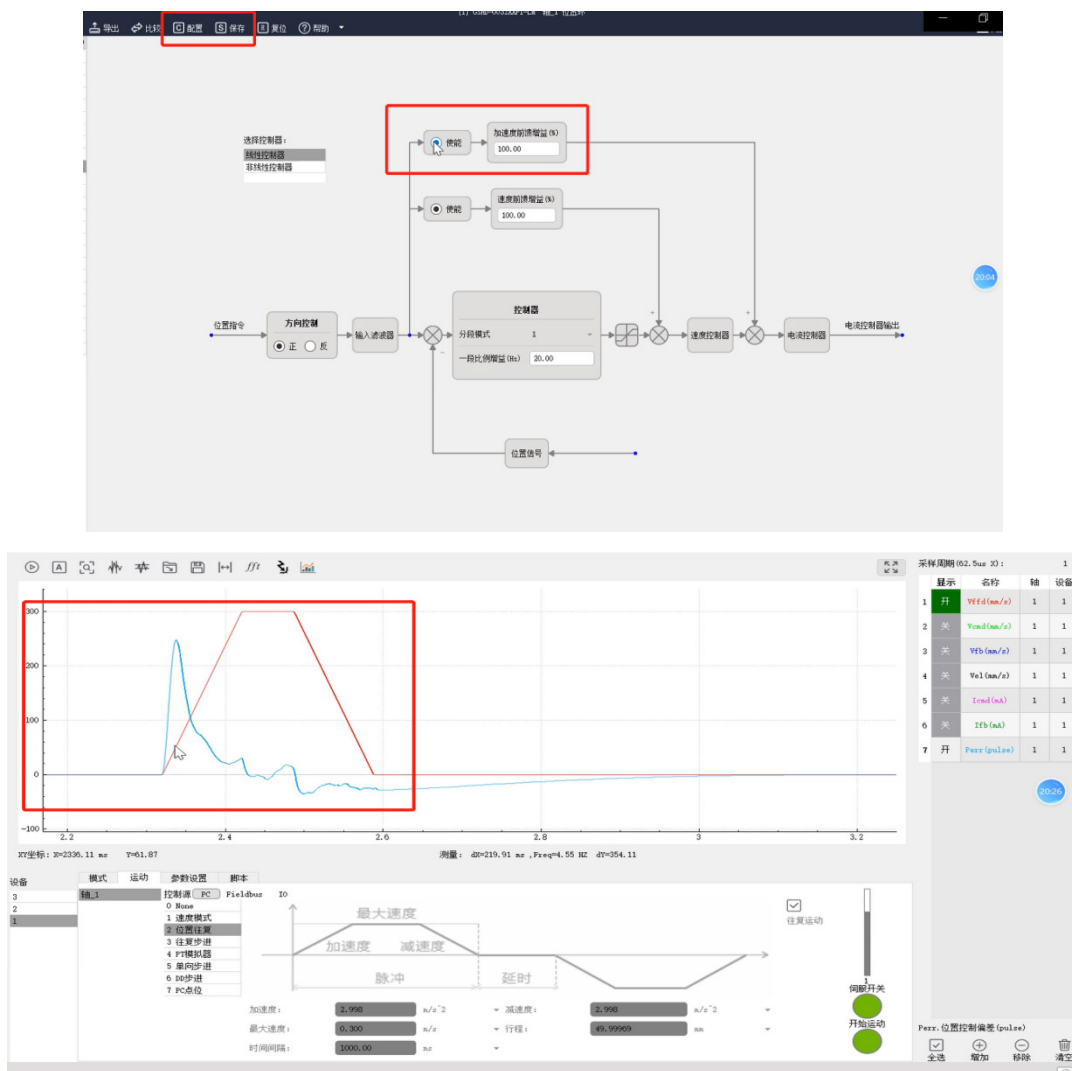 导出 比较 C 配置 S 保存 复位 ? 帮助
选择控制器:
线性控制器
非线性控制器
使能
加速度前馈增益(%)
100.00
使能
速度前馈增益(%)
100.00
20:04
位置指令
方向控制
正 反
输入滤波器
控制器
分段模式 1
一段比例增益(Hz) 20.00
速度控制器
电流控制器
电流控制器输出
+
+
-
位置信号
A fft
300
200
100
0
-100
2.2 2.4 2.6 2.8 3 3.2
XY坐标: X=2336.11 ms Y=61.87
测量: dX=219.91 ms ,Freq=4.55 HZ dY=354.11
采样周期(62.5us X): 1
显示 名称 轴 设备
1 开 Vffd(mm/s) 1 1
2 关 Vcmd(mm/s) 1 1
3 关 Vfb(mm/s) 1 1
4 关 Vel(mm/s) 1 1
5 关 Icmd(mA) 1 1
6 关 Ifb(mA) 1 1
7 开 Perr(pulse) 1 1
20:26
设备
3
2
1
模式 运动 参数设置 脚本
轴_1
控制源 PC Fieldbus IO
0 None
1 速度模式
2 位置往复
3 往复步进
4 PT模拟器
5 单向步进
6 DD步进
7 PC点位
最大速度
加速度 减速度
脉冲
延时
往复运动
加速度: 2.998 m/s^2
减速度: 2.998 m/s^2
最大速度: 0.300 m/s
行程: 49.99969 mm
时间间隔: 1000.00 ms
1
伺服开关
开始运动
Perr.位置控制偏差(pulse)
全选 增加 移除 清空